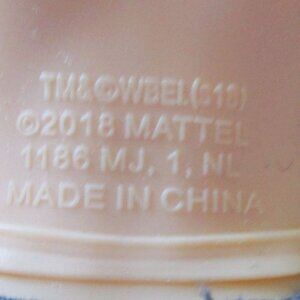 TM&©WBEI.(s18)
©2018 MATTEL
1186 MJ, 1, NL
MADE IN CHINA